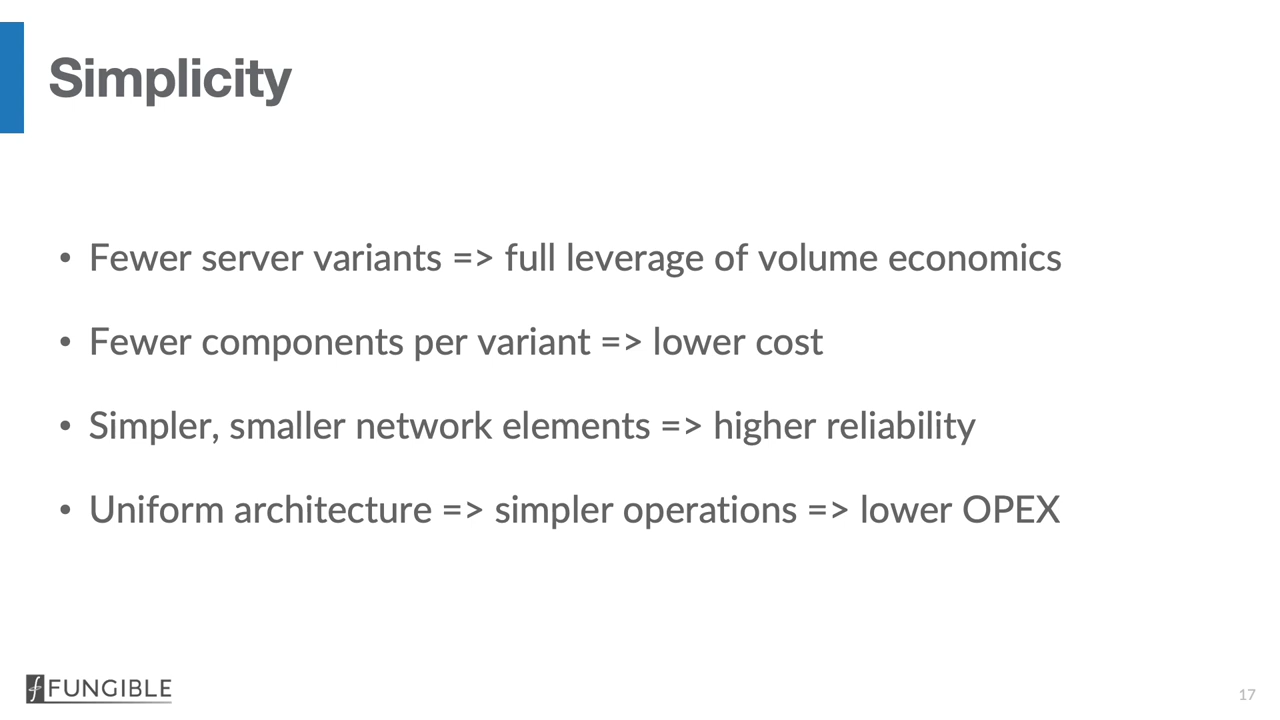 Simplicity
• Fewer server variants => full leverage of volume economics
• Fewer components per variant => lower cost
• Simpler, smaller network elements => higher reliability
• Uniform architecture => simpler operations => lower OPEX
FUNGIBLE
17